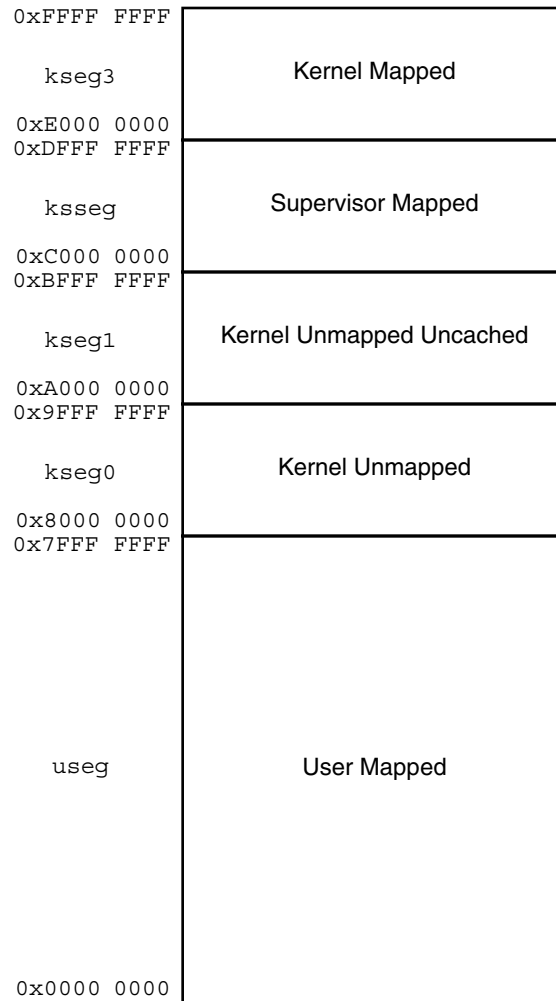 0xFFFF FFFF
kseg3
Kernel Mapped
0xE000 0000
0xDFFF FFFF
ksseg
Supervisor Mapped
0xC000 0000
0xBFFF FFFF
kseg1
Kernel Unmapped Uncached
0xA000 0000
0x9FFF FFFF
kseg0
Kernel Unmapped
0x8000 0000
0x7FFF FFFF
useg
User Mapped
0x0000 0000